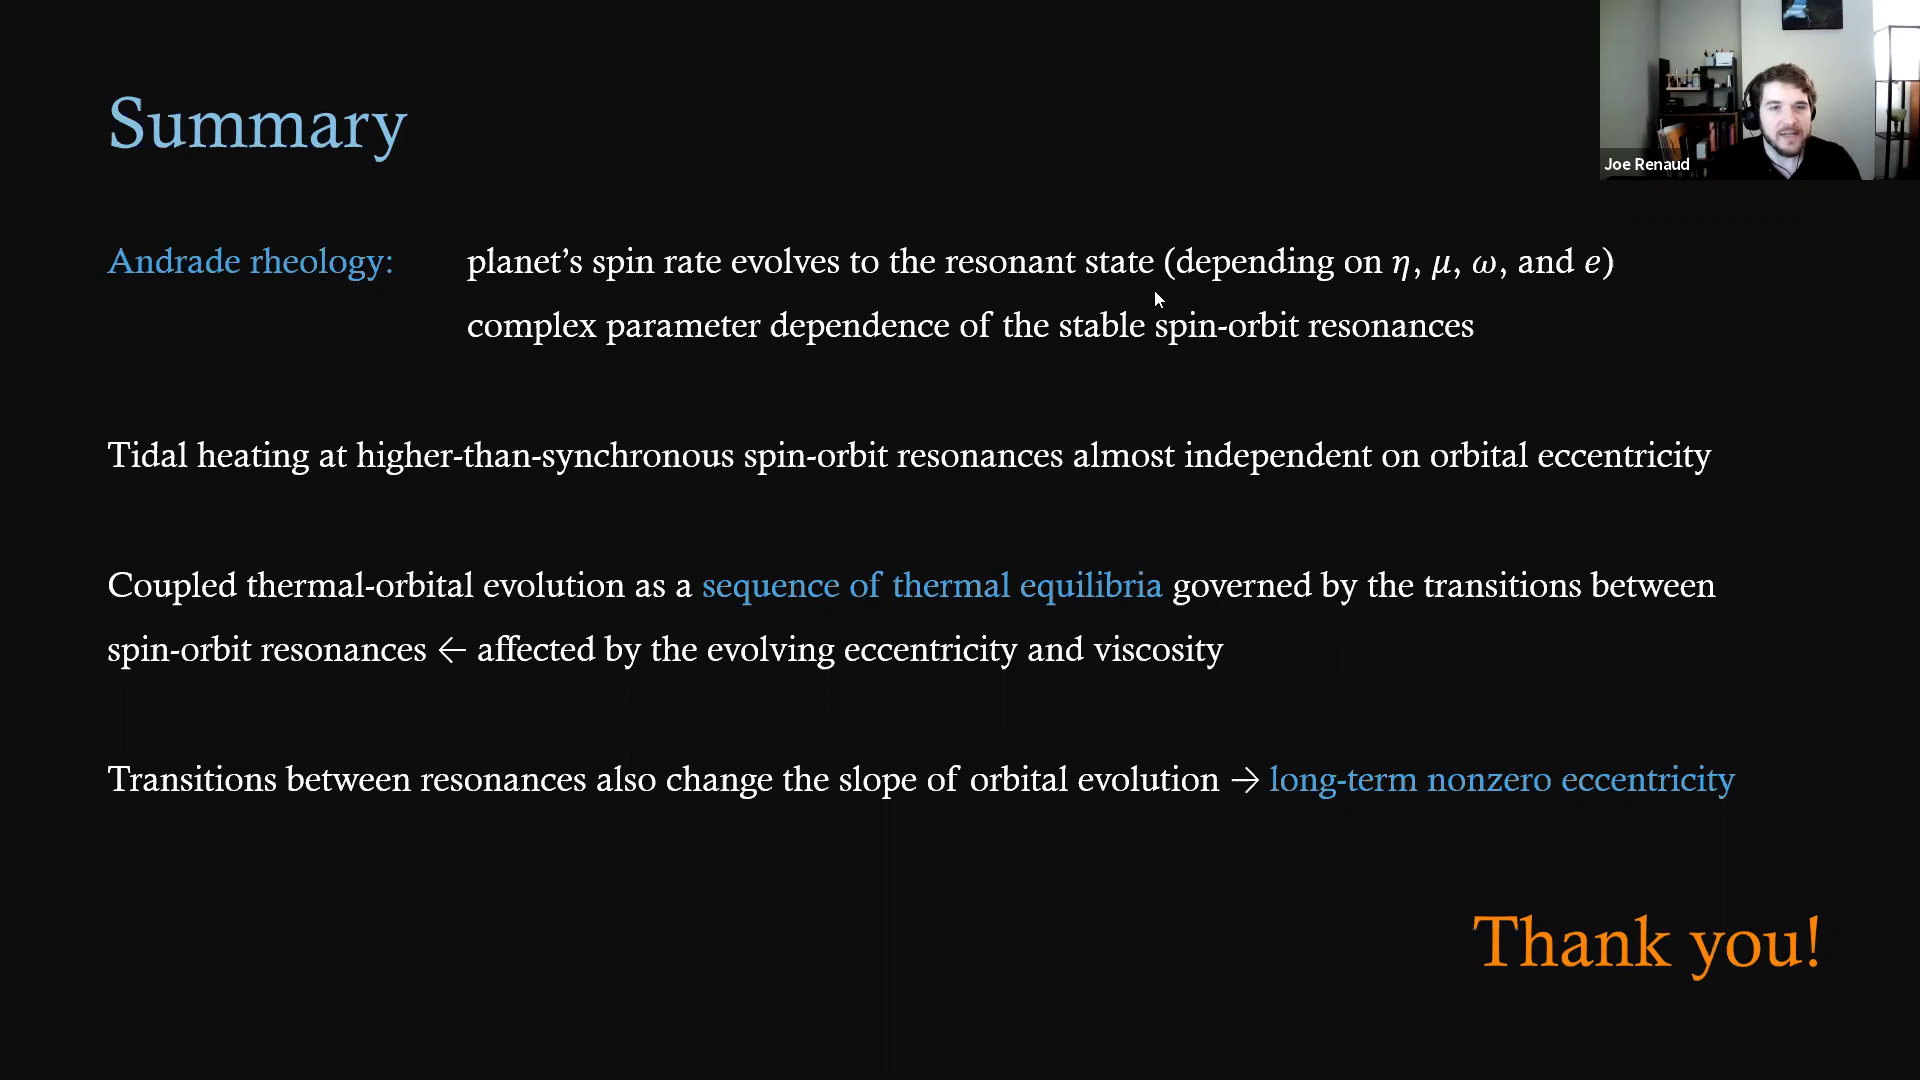 Summary
Joe Renaud
Andrade rheology: planet’s spin rate evolves to the resonant state (depending on η, μ, ω, and e)
complex parameter dependence of the stable spin-orbit resonances
Tidal heating at higher-than-synchronous spin-orbit resonances almost independent on orbital eccentricity
Coupled thermal-orbital evolution as a sequence of thermal equilibria governed by the transitions between
spin-orbit resonances ← affected by the evolving eccentricity and viscosity
Transitions between resonances also change the slope of orbital evolution → long-term nonzero eccentricity
Thank you!